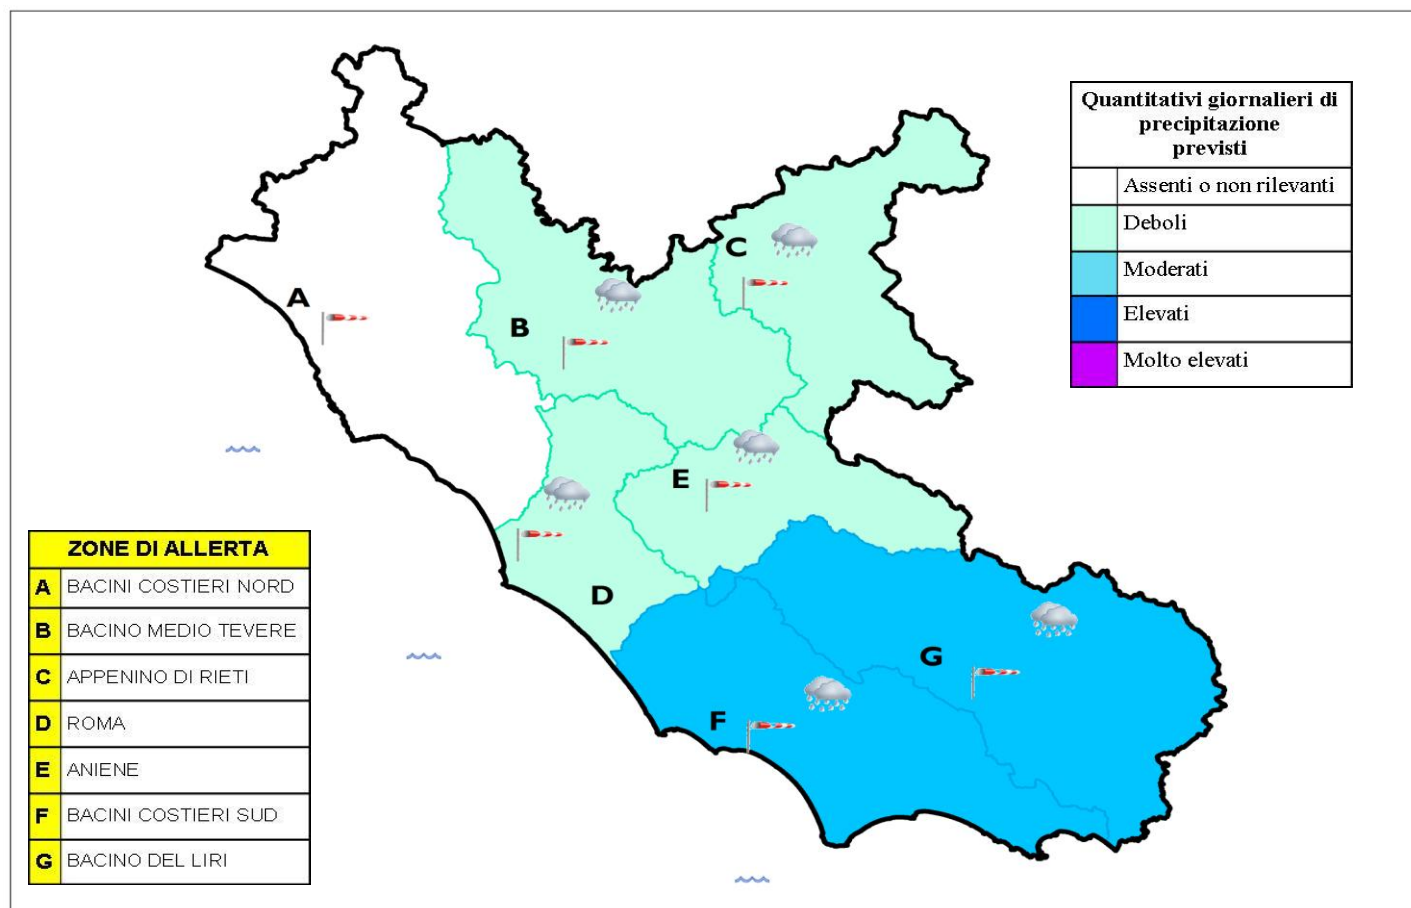 Quantitativi giornalieri di
precipitazione
previsti
Assenti o non rilevanti
Deboli
Moderati
Elevati
Molto elevati
C
A
B
E
D
G
F
ZONE DI ALLERTA
A BACINI COSTIERI NORD
B BACINO MEDIO TEVERE
C APPENINO DI RIETI
D ROMA
E ANIENE
F BACINI COSTIERI SUD
G BACINO DEL LIRI